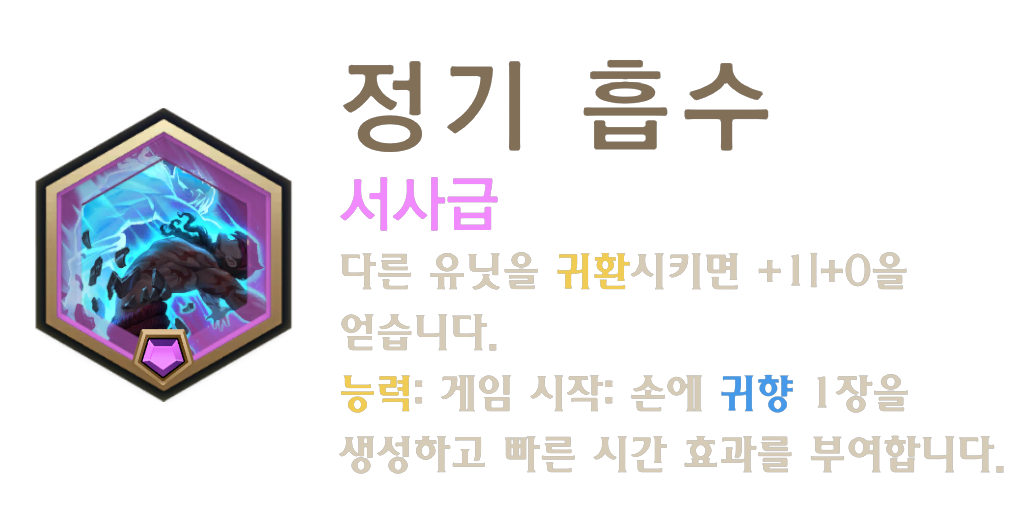 정기 흡수
서사급
다른 유닛을 귀환시키면 +1|+0을
얻습니다.
능력: 게임 시작: 손에 귀향 1장을
생성하고 빠른 시간 효과를 부여합니다.